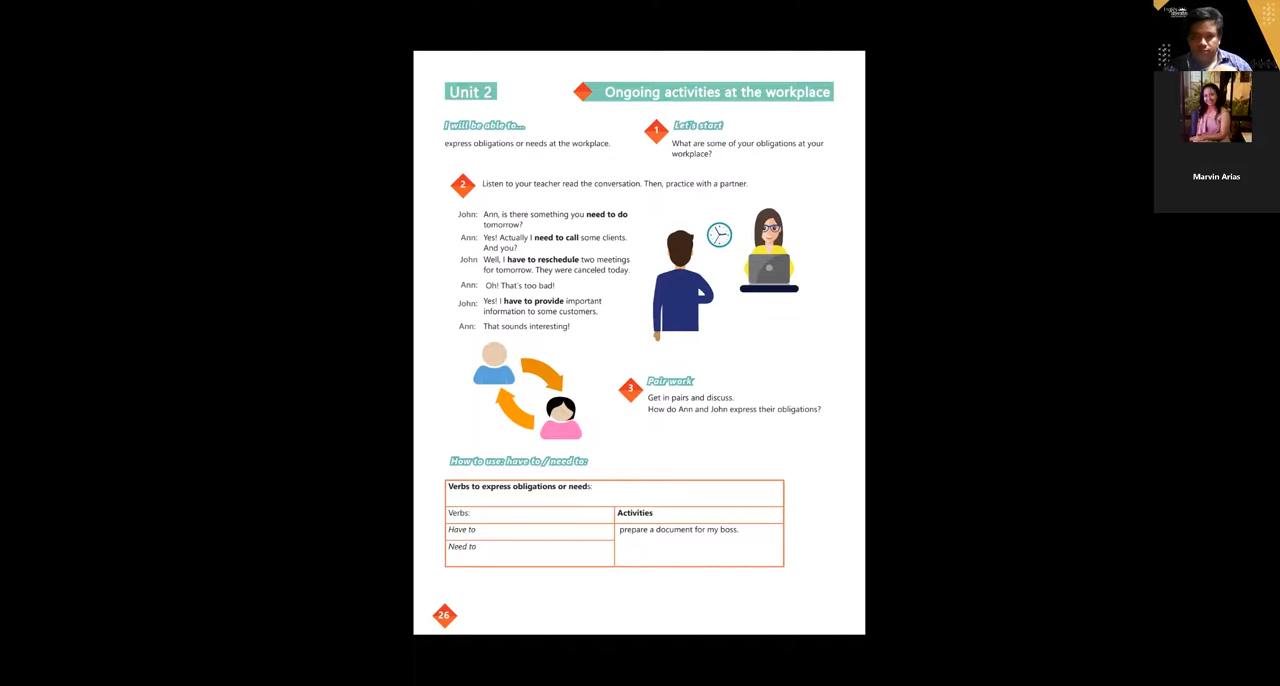 Unit 2
Ongoing activities at the workplace
I will be able to...
express obligations or needs at the workplace.
1
Let's start
What are some of your obligations at your
workplace?
2
Listen to your teacher read the conversation. Then, practice with a partner.
John: Ann, is there something you need to do
tomorrow?
Ann: Yes! Actually I need to call some clients.
And you?
John Well, I have to reschedule two meetings
for tomorrow. They were canceled today.
Ann: Oh! That's too bad!
John: Yes! I have to provide important
information to some customers.
Ann: That sounds interesting!
3
Pair work
Get in pairs and discuss.
How do Ann and John express their obligations?
How to use: have to / need to:
Verbs to express obligations or needs:
Verbs: Activities
Have to prepare a document for my boss.
Need to
26
Marvin Arias